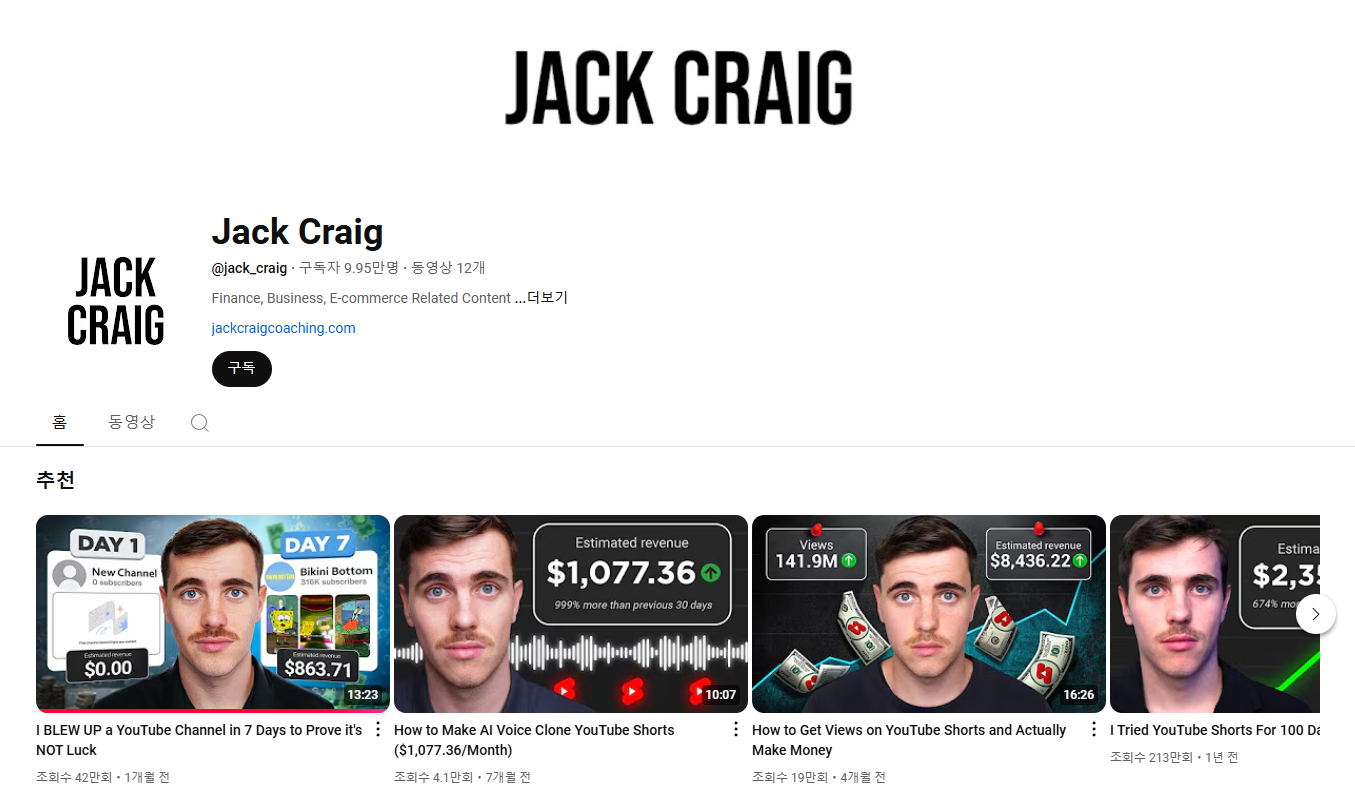 JACK CRAIG
JACK
CRAIG
Jack Craig
@jack_craig · 구독자 9.95만명 · 동영상 12개
Finance, Business, E-commerce Related Content ...더보기
jackcraigcoaching.com
구독
홈
동영상
추천
DAY 1
New Channel
0 subscribers
Estimated revenue
$0.00
DAY 7
Bikini Bottom
316K subscribers
Estimated revenue
$863.71
13:23
I BLEW UP a YouTube Channel in 7 Days to Prove it's
NOT Luck
조회수 42만회 • 1개월 전
Estimated revenue
$1,077.36
999% more than previous 30 days
10:07
How to Make AI Voice Clone YouTube Shorts
($1,077.36/Month)
조회수 4.1만회 • 7개월 전
Views
141.9M
Estimated revenue
$8,436.22
16:26
How to Get Views on YouTube Shorts and Actually
Make Money
조회수 19만회 • 4개월 전
Estima
$2,35
674% mor
I Tried YouTube Shorts For 100 Da
조회수 213만회 • 1년 전